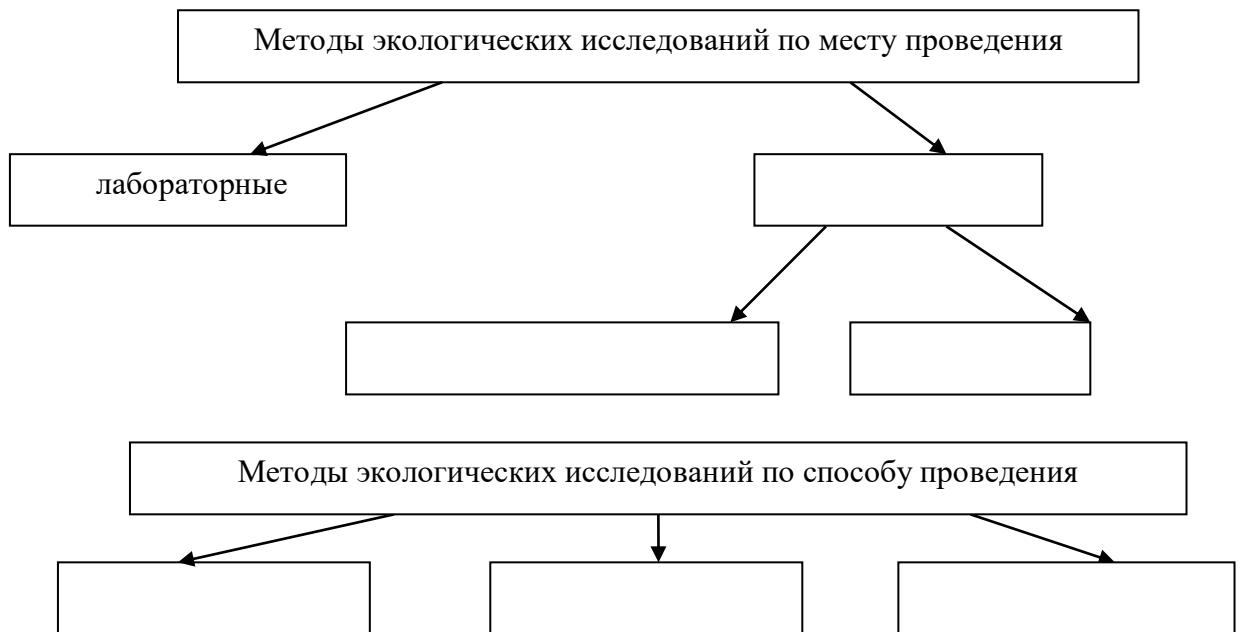 Методы экологических исследований по месту проведения
лабораторные
Методы экологических исследований по способу проведения